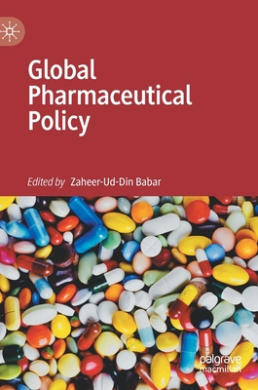 Global
Pharmaceutical
Policy
Edited by Zaheer-Ud-Din Babar
palgrave
macmillan